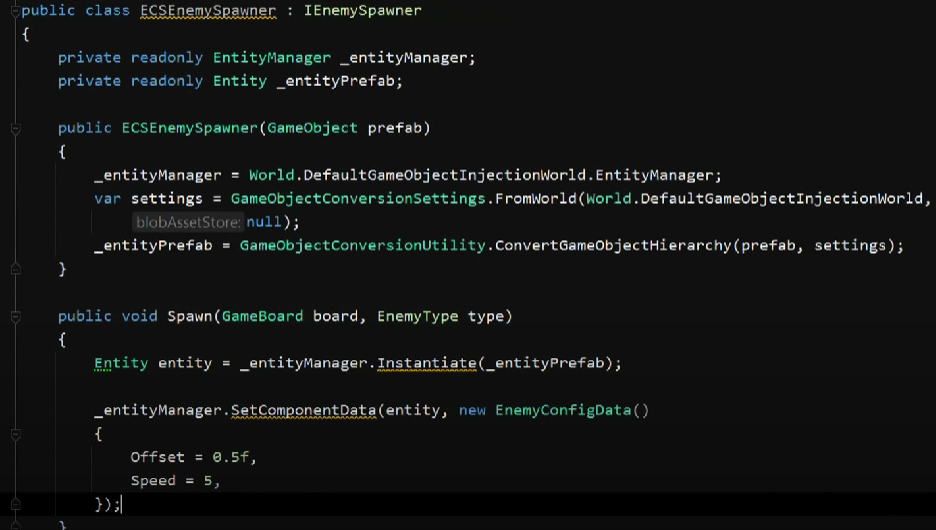 public class ECSEnemySpawner : IEnemySpawner
{
    private readonly EntityManager _entityManager;
    private readonly Entity _entityPrefab;

    public ECSEnemySpawner(GameObject prefab)
    {
        _entityManager = World.DefaultGameObjectInjectionWorld.EntityManager;
        var settings = GameObjectConversionSettings.FromWorld(World.DefaultGameObjectInjectionWorld,
            blobAssetStore: null);
        _entityPrefab = GameObjectConversionUtility.ConvertGameObjectHierarchy(prefab, settings);
    }

    public void Spawn(GameBoard board, EnemyType type)
    {
        Entity entity = _entityManager.Instantiate(_entityPrefab);

        _entityManager.SetComponentData(entity, new EnemyConfigData()
        {
            Offset = 0.5f,
            Speed = 5,
        });
    }